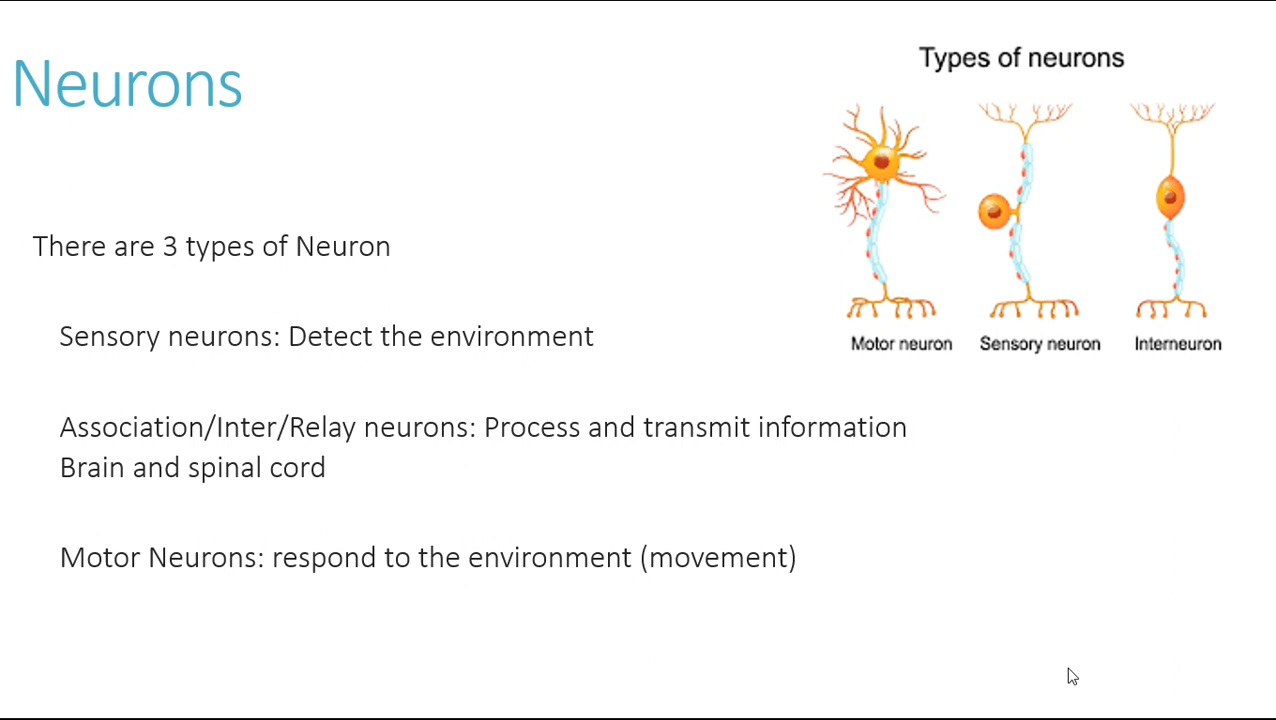 Neurons
Types of neurons
Motor neuron
Sensory neuron
Interneuron
There are 3 types of Neuron
Sensory neurons: Detect the environment
Association/Inter/Relay neurons: Process and transmit information
Brain and spinal cord
Motor Neurons: respond to the environment (movement)